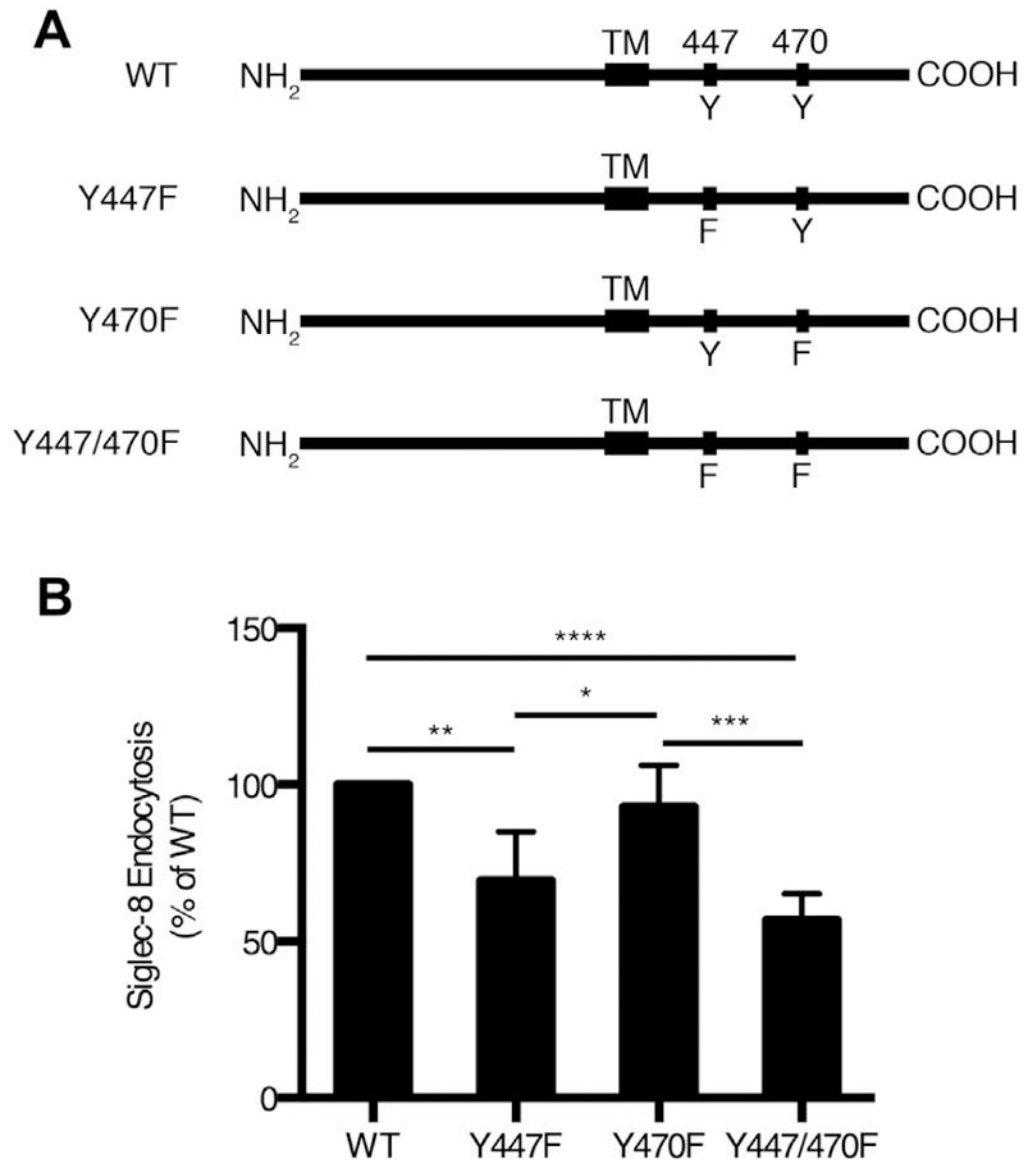 A
TM 447 470
WT NH2 COOH
Y Y
TM
Y447F NH2 COOH
F Y
TM
Y470F NH2 COOH
Y F
TM
Y447/470F NH2 COOH
F F
B
Siglec-8 Endocytosis
(% of WT)
150
100
50
0
****
*
**
***
WT Y447F Y470F Y447/470F